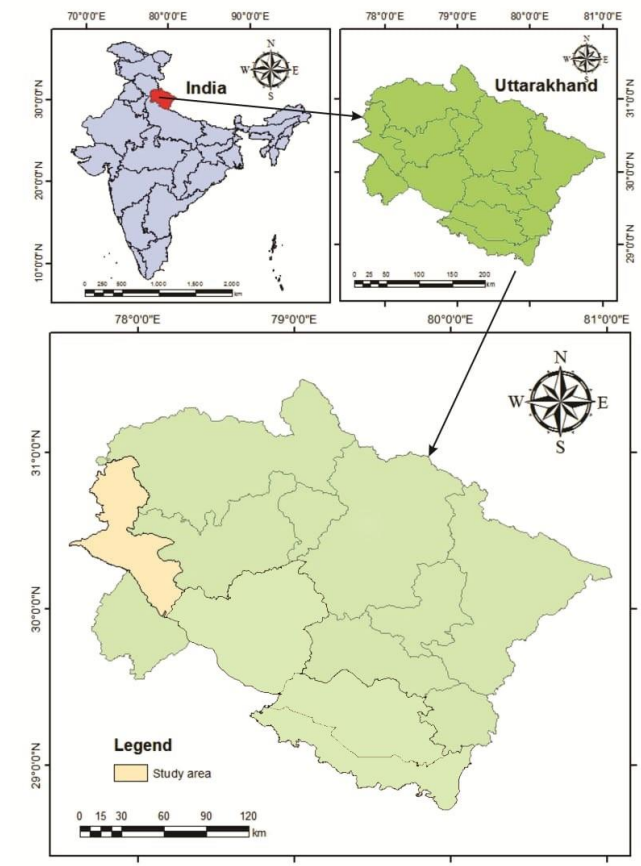 70°0'0"E 80°0'0"E 90°0'0"E
30°0'0"N
20°0'0"N
10°0'0"N
N
W E
S
India
0 250 500 1,000 1,500 2,000
km
78°0'0"E 79°0'0"E 80°0'0"E 81°0'0"E
N
W E
S
Uttarakhand
31°0'0"N
30°0'0"N
29°0'0"N
0 25 50 100 150 200
km
78°0'0"E 79°0'0"E 80°0'0"E 81°0'0"E
N
W E
S
31°0'0"N
30°0'0"N
29°0'0"N
Legend
Study area
0 15 30 60 90 120
km